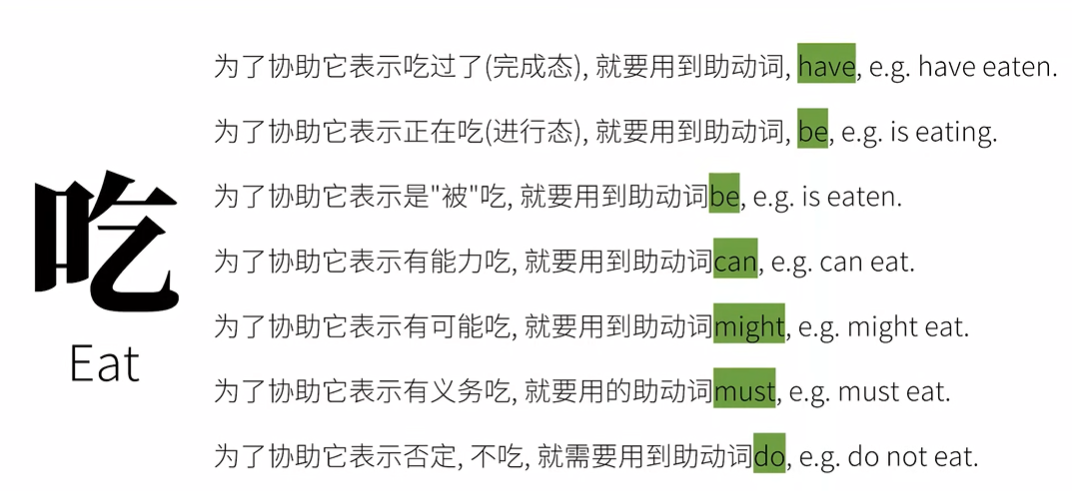 为了协助它表示吃过了(完成态), 就要用到助动词, have, e.g. have eaten.
为了协助它表示正在吃(进行态), 就要用到助动词, be, e.g. is eating.
为了协助它表示是"被"吃, 就要用到助动词be, e.g. is eaten.
吃
为了协助它表示有能力吃, 就要用到助动词can, e.g. can eat.
为了协助它表示有可能吃, 就要用到助动词might, e.g. might eat.
Eat
为了协助它表示有义务吃, 就要用的助动词must, e.g. must eat.
为了协助它表示否定, 不吃, 就需要用到助动词do, e.g. do not eat.